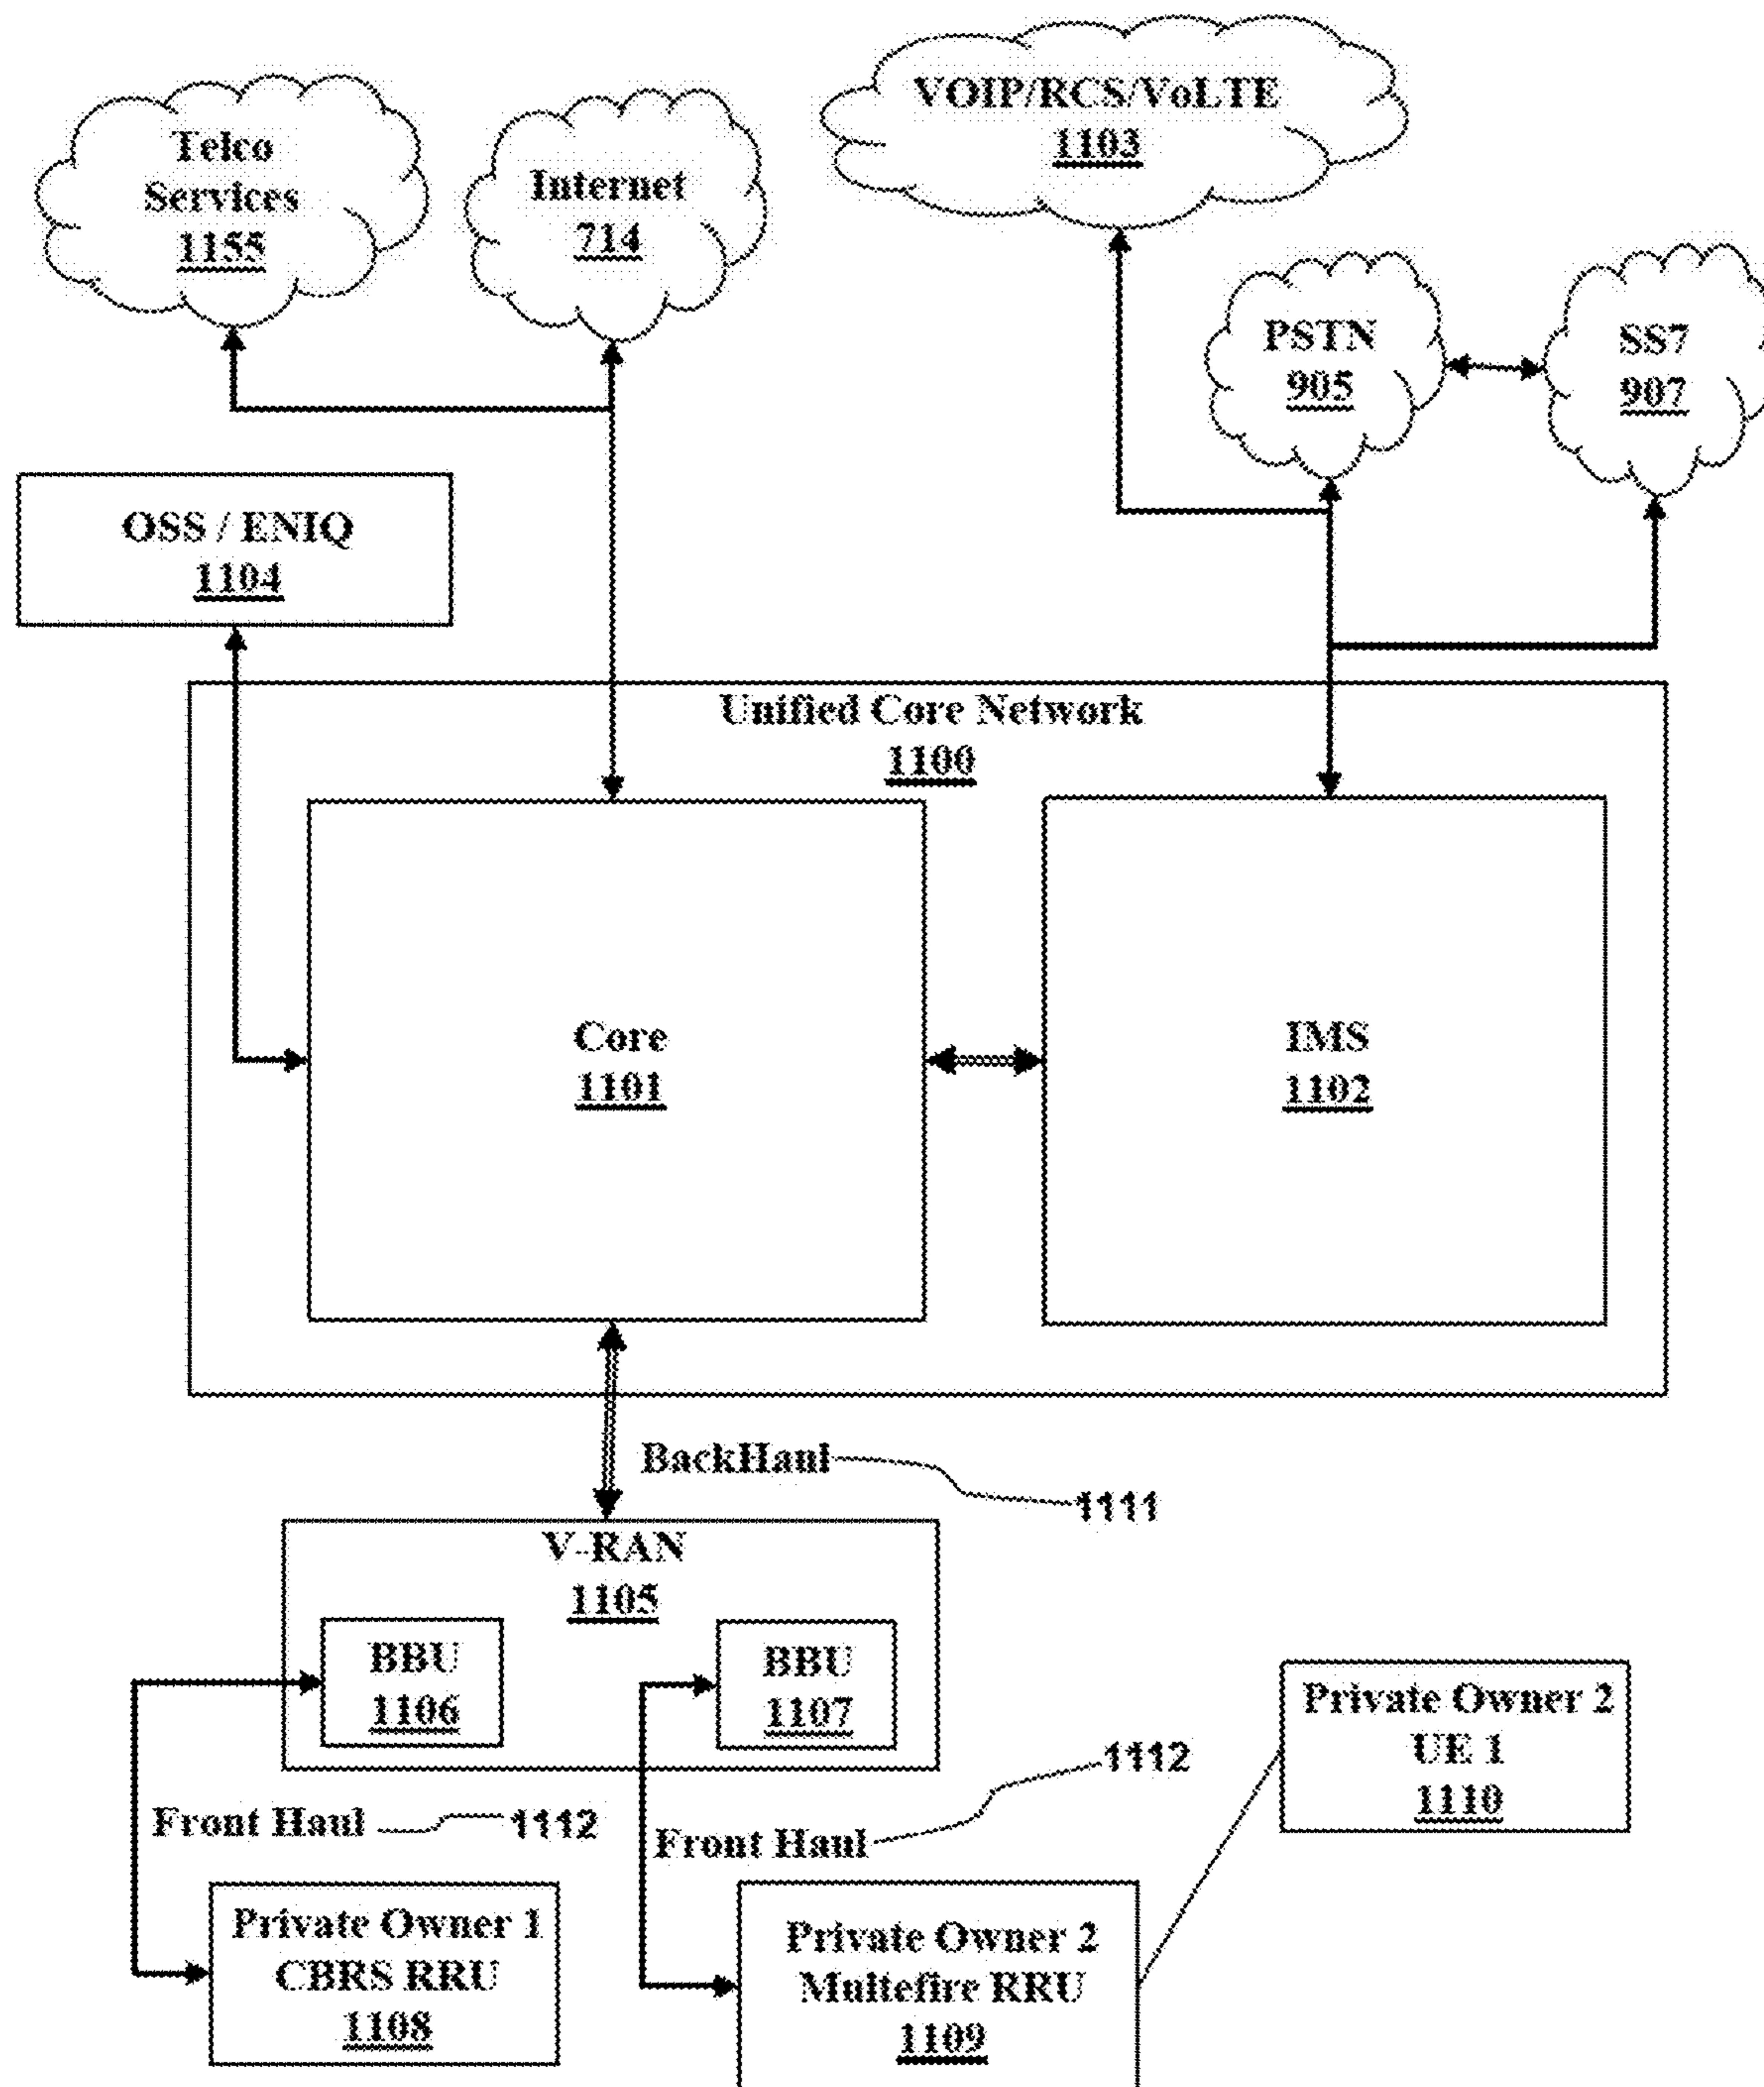 VOIP/RCS/VoLTE
1103
Telco
Services
1155
Internet
714
PSTN
905
SS7
907
OSS / ENIQ
1104
Unified Core Network
1100
Core
1101
IMS
1102
BackHaul
1111
V-RAN
1105
BBU
1106
BBU
1107
Private Owner 2
UE 1
1110
1112
Front Haul
1112
Front Haul
Private Owner 1
CBRS RRU
1108
Private Owner 2
Multefire RRU
1109